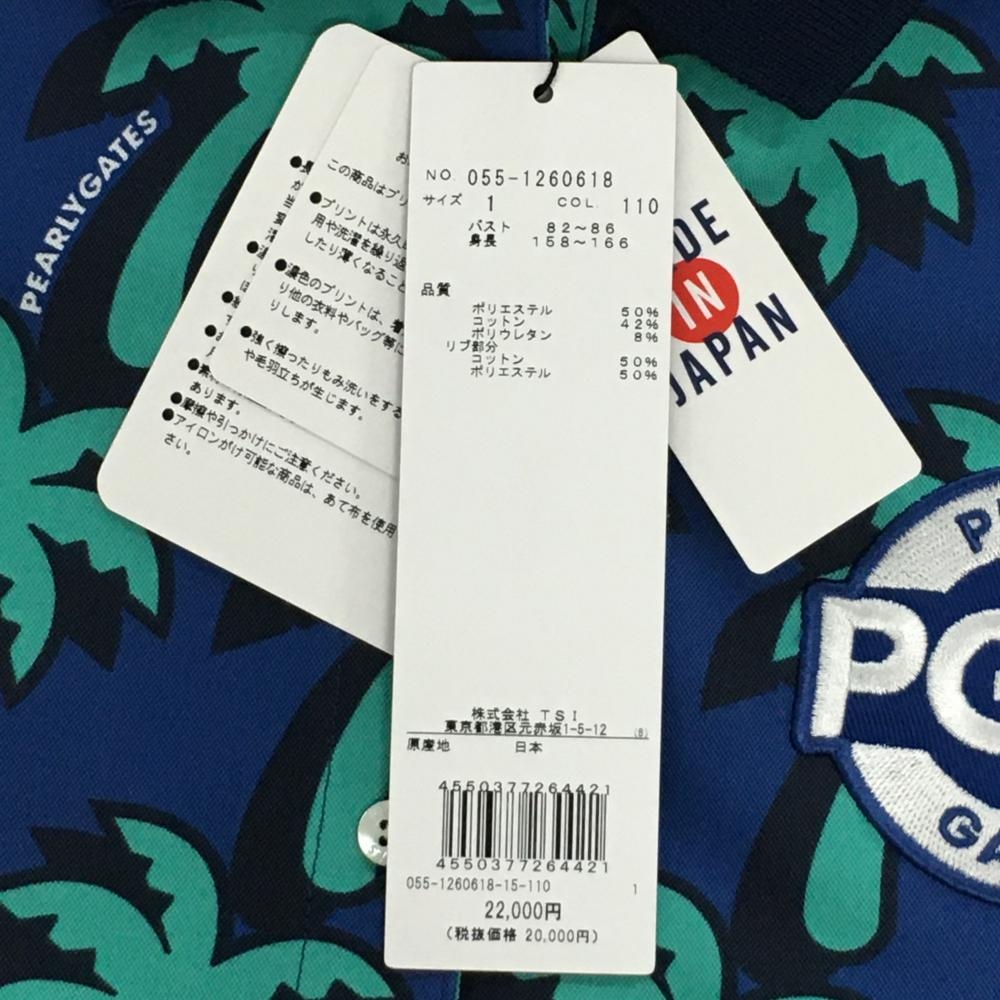 PEARLYGATES
この商品はプリ
●プリントは永久
用や洗濯を繰り返
したり薄くなること
●濃色のプリントは、着
り他の衣料やバッグ等に
りします。
●強く擦ったりもみ洗いをする
や毛羽立ちが生じます。
あります。
●摩擦や引っかけにご注意ください。
●アイロンがけ可能な商品は、あて布を使用
さい。
NO. 055-1260618
サイズ 1 COL. 110
バスト 82～86
身長 158～166
品質
ポリエステル 50%
コットン 42%
ポリウレタン 8%
リブ部分
コットン 50%
ポリエステル 50%
株式会社 TSI
東京都港区元赤坂1-5-12 (8)
原産地 日本
4550377264421
4550377264421
055-1260618-15-110 1
22,000円
(税抜価格 20,000円)
DE
IN
JAPAN
P
PG
GA